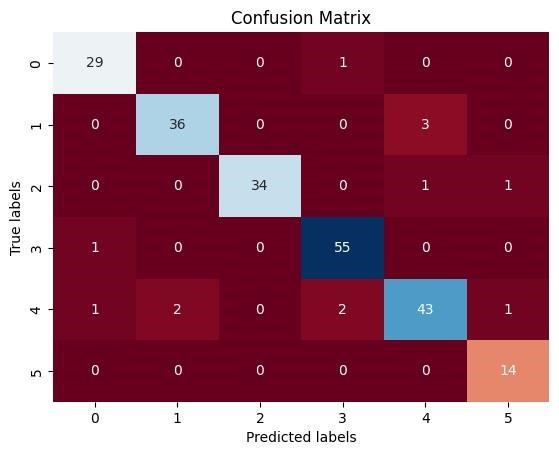 Confusion Matrix
True labels
0 29 0 0 1 0 0
1 0 36 0 0 3 0
2 0 0 34 0 1 1
3 1 0 0 55 0 0
4 1 2 0 2 43 1
5 0 0 0 0 0 14
0 1 2 3 4 5
Predicted labels